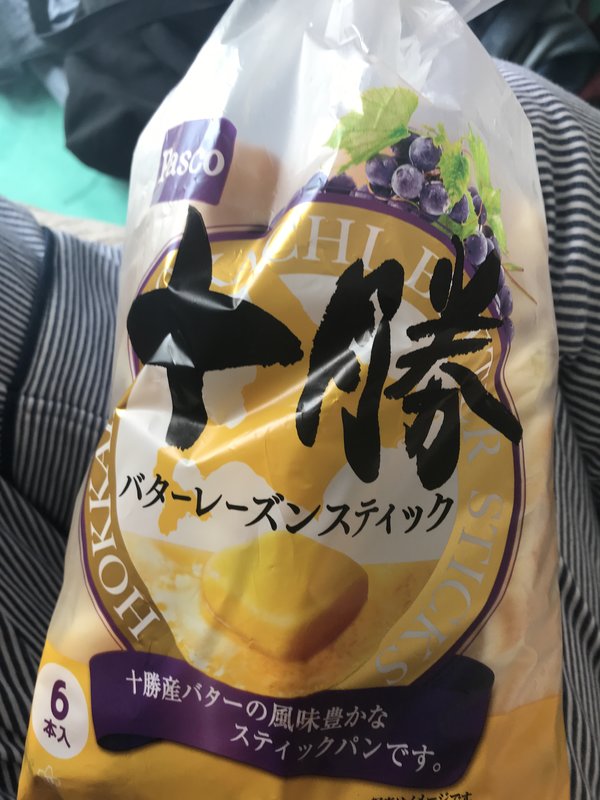 Pasco
十勝
バターレーズンスティック
HOKKAI
STICKS
6
本入
十勝産バターの風味豊かな
スティックパンです。